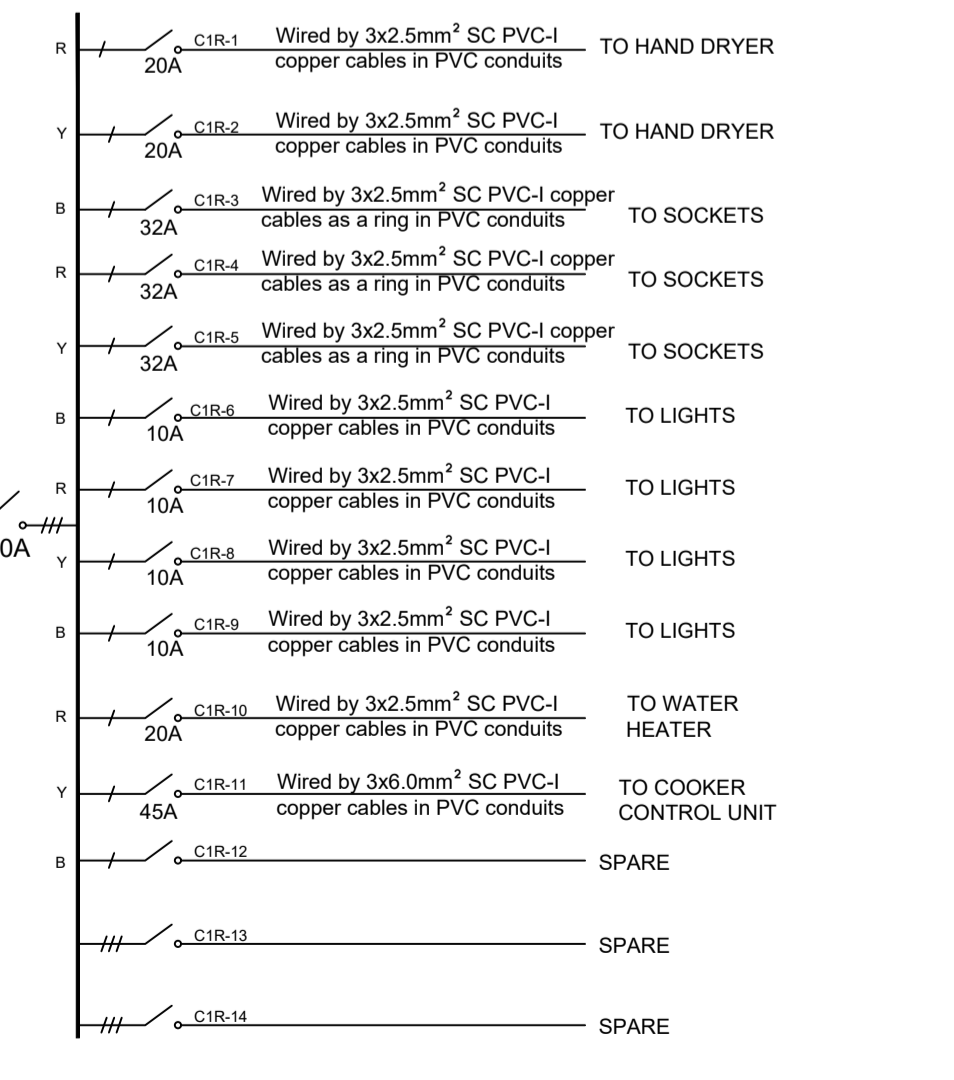 R C1R-1 Wired by 3x2.5mm² SC PVC-I TO HAND DRYER
20A copper cables in PVC conduits
Y C1R-2 Wired by 3x2.5mm² SC PVC-I TO HAND DRYER
20A copper cables in PVC conduits
B C1R-3 Wired by 3x2.5mm² SC PVC-I copper
32A cables as a ring in PVC conduits TO SOCKETS
R C1R-4 Wired by 3x2.5mm² SC PVC-I copper
32A cables as a ring in PVC conduits TO SOCKETS
Y C1R-5 Wired by 3x2.5mm² SC PVC-I copper
32A cables as a ring in PVC conduits TO SOCKETS
B C1R-6 Wired by 3x2.5mm² SC PVC-I TO LIGHTS
10A copper cables in PVC conduits
R C1R-7 Wired by 3x2.5mm² SC PVC-I TO LIGHTS
10A copper cables in PVC conduits
0A
Y C1R-8 Wired by 3x2.5mm² SC PVC-I TO LIGHTS
10A copper cables in PVC conduits
B C1R-9 Wired by 3x2.5mm² SC PVC-I TO LIGHTS
10A copper cables in PVC conduits
R C1R-10 Wired by 3x2.5mm² SC PVC-I TO WATER
20A copper cables in PVC conduits HEATER
Y C1R-11 Wired by 3x6.0mm² SC PVC-I TO COOKER
45A copper cables in PVC conduits CONTROL UNIT
B C1R-12 SPARE
C1R-13 SPARE
C1R-14 SPARE